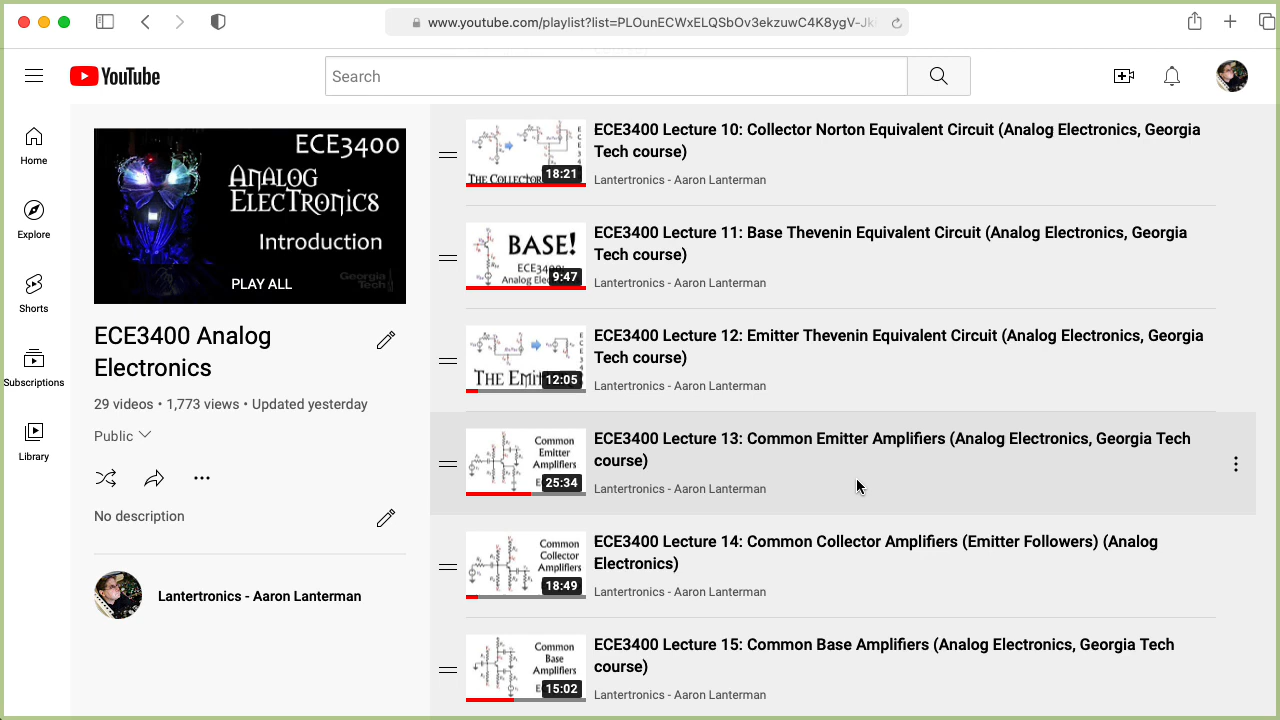 www.youtube.com/playlist?list=PLOunECWxELQSbOv3ekzuwC4K8ygV-Jk
YouTube
Search
Home
Explore
Shorts
Subscriptions
Library
ECE3400
ANALOG
ELECTRONICS
Introduction
PLAY ALL
Georgia
Tech
ECE3400 Analog
Electronics
29 videos • 1,773 views • Updated yesterday
Public
No description
Lantertronics - Aaron Lanterman
THE COLLECTOR
18:21
ECE3400 Lecture 10: Collector Norton Equivalent Circuit (Analog Electronics, Georgia
Tech course)
Lantertronics - Aaron Lanterman
BASE!
ECE3400:
Analog Elec
9:47
ECE3400 Lecture 11: Base Thevenin Equivalent Circuit (Analog Electronics, Georgia
Tech course)
Lantertronics - Aaron Lanterman
THE EMIT
12:05
ECE3400 Lecture 12: Emitter Thevenin Equivalent Circuit (Analog Electronics, Georgia
Tech course)
Lantertronics - Aaron Lanterman
Common
Emitter
Amplifiers
25:34
ECE3400 Lecture 13: Common Emitter Amplifiers (Analog Electronics, Georgia Tech
course)
Lantertronics - Aaron Lanterman
Common
Collector
Amplifiers
18:49
ECE3400 Lecture 14: Common Collector Amplifiers (Emitter Followers) (Analog
Electronics)
Lantertronics - Aaron Lanterman
Common
Base
Amplifiers
15:02
ECE3400 Lecture 15: Common Base Amplifiers (Analog Electronics, Georgia Tech
course)
Lantertronics - Aaron Lanterman